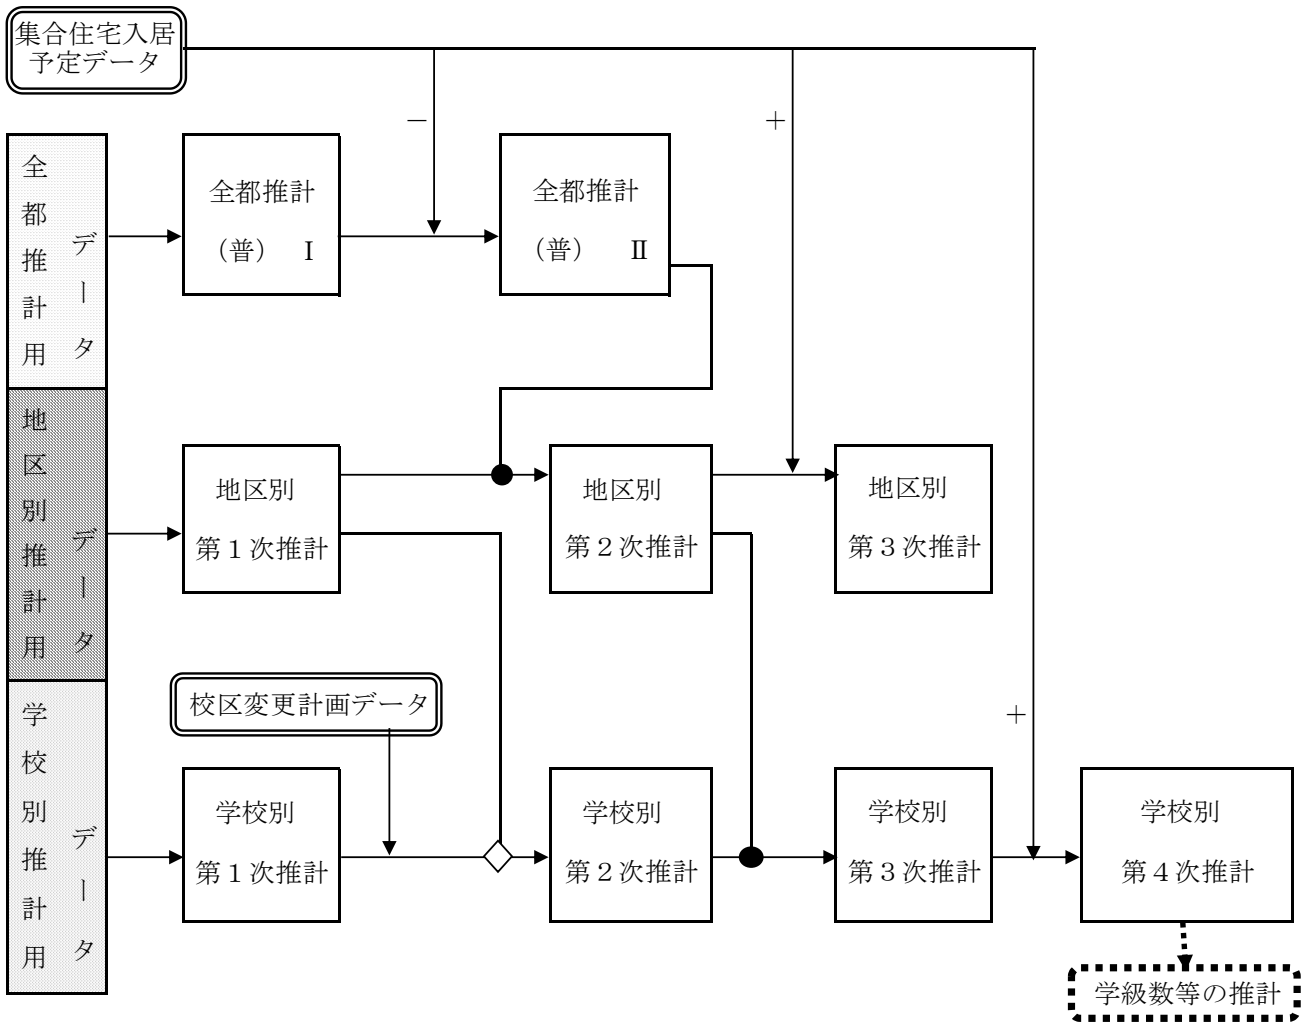 集合住宅入居
予定データ
－
＋
全都推計用
データ
全都推計
（普）　Ⅰ
全都推計
（普）　Ⅱ
地区別推計用
データ
地区別
第１次推計
地区別
第２次推計
地区別
第３次推計
校区変更計画データ
＋
学校別推計用
データ
学校別
第１次推計
学校別
第２次推計
学校別
第３次推計
学校別
第４次推計
学級数等の推計